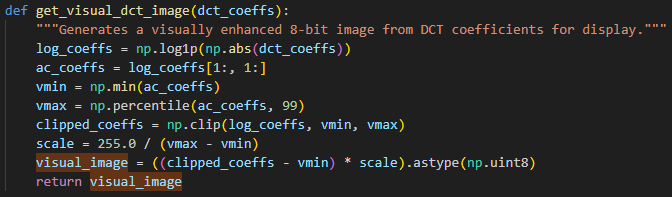 def get_visual_dct_image(dct_coeffs):
    """Generates a visually enhanced 8-bit image from DCT coefficients for display."""
    log_coeffs = np.log1p(np.abs(dct_coeffs))
    ac_coeffs = log_coeffs[1:, 1:]
    vmin = np.min(ac_coeffs)
    vmax = np.percentile(ac_coeffs, 99)
    clipped_coeffs = np.clip(log_coeffs, vmin, vmax)
    scale = 255.0 / (vmax - vmin)
    visual_image = ((clipped_coeffs - vmin) * scale).astype(np.uint8)
    return visual_image